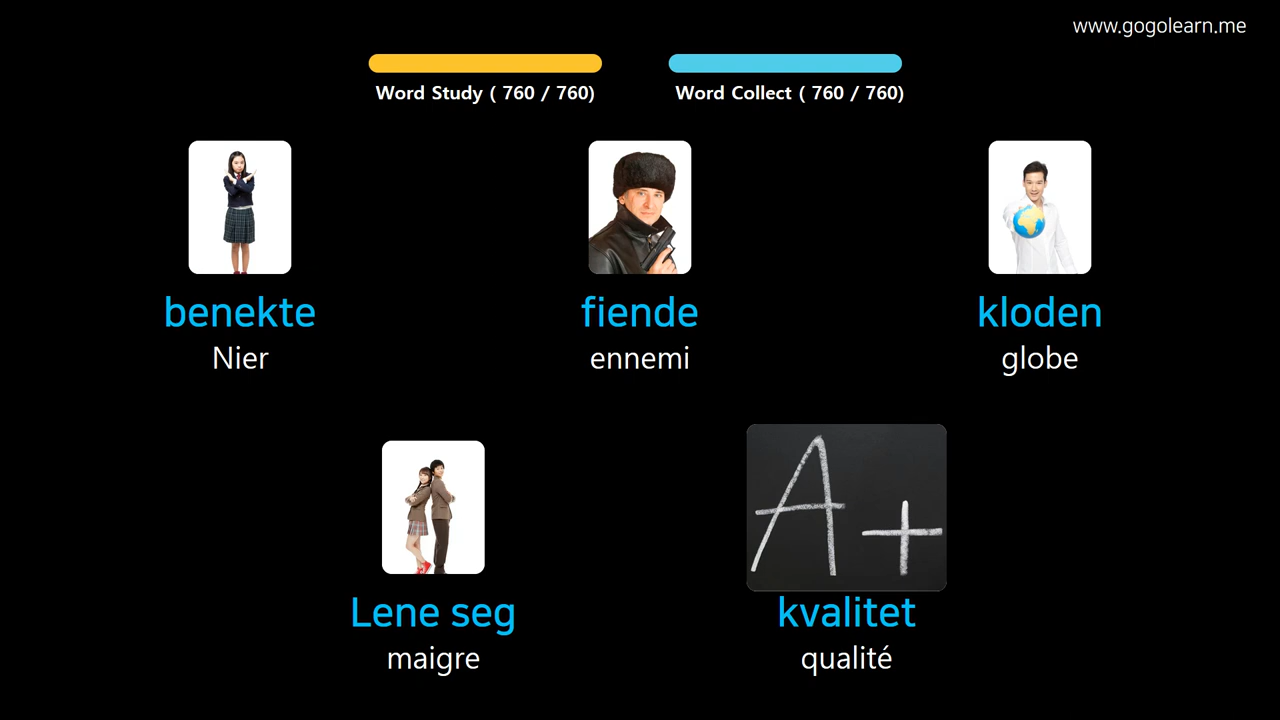 www.gogolearn.me
Word Study ( 760 / 760)
Word Collect ( 760 / 760)
benekte
Nier
fiende
ennemi
kloden
globe
A+
Lene seg
maigre
kvalitet
qualité